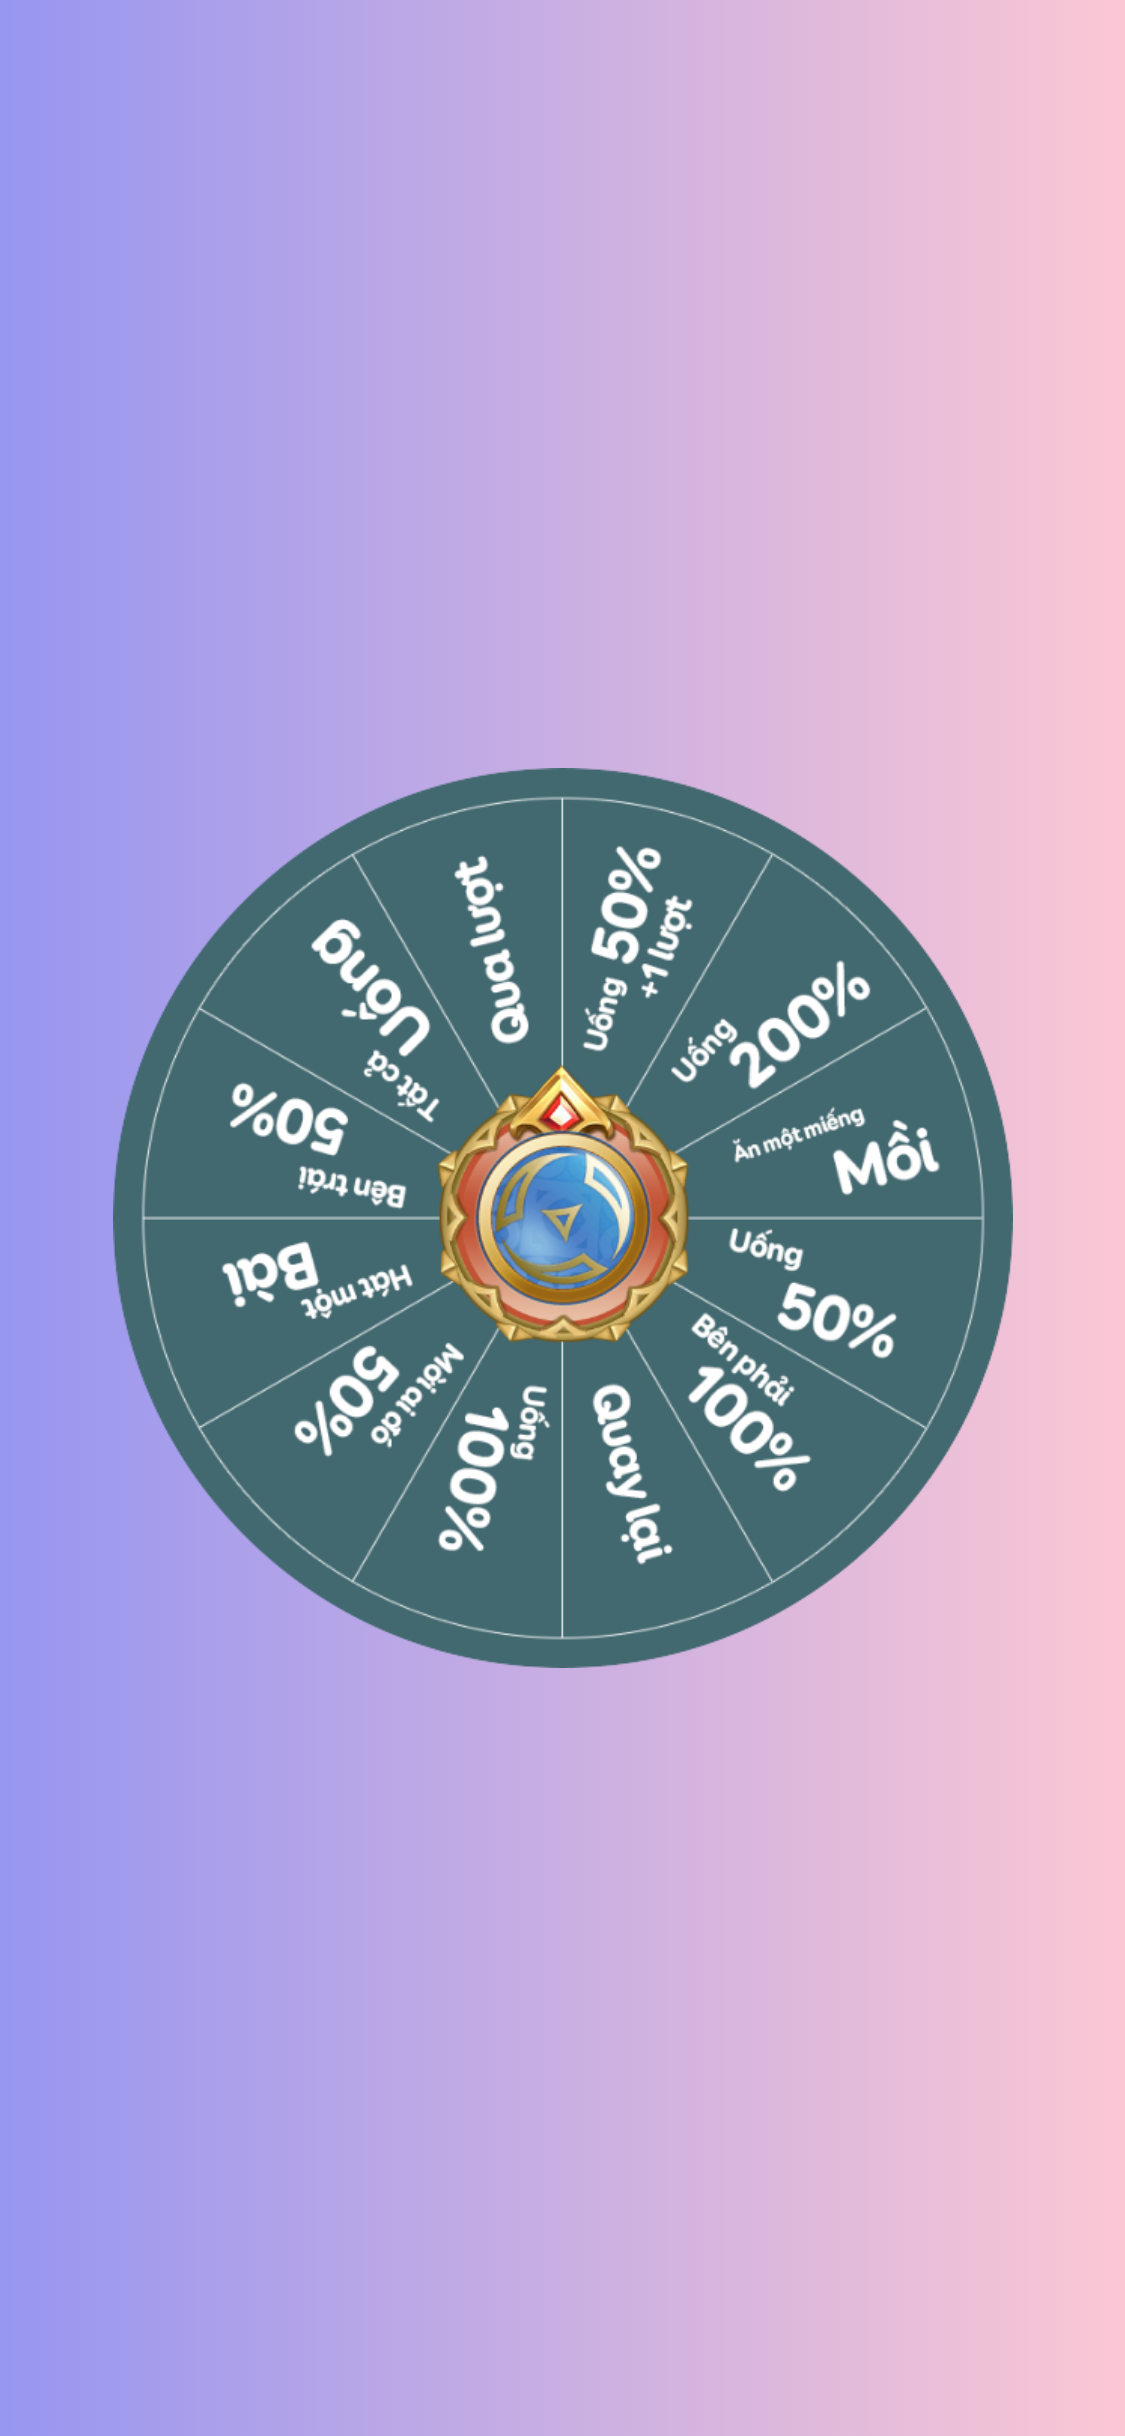 Uống 50%
+1 lượt
Uống
200%
Ăn một miếng
Mồi
Uống
50%
Bên phải
100%
Quay lại
Uống
100%
Mời ai đó
50%
Hát một
Bài
Bên trái
50%
Tất cả
Uống
Qua lượt